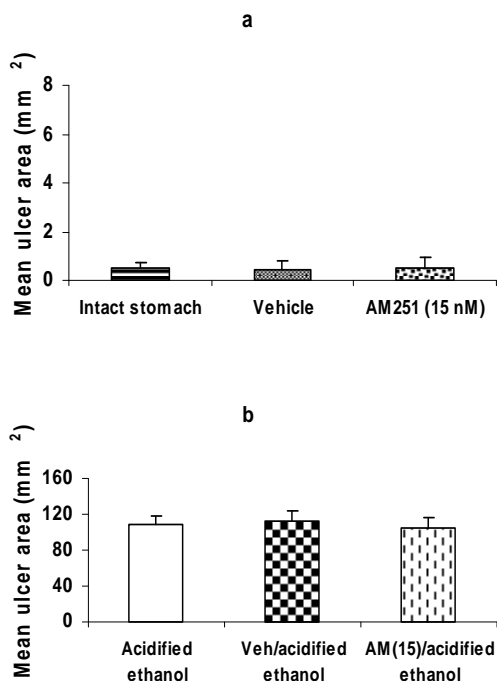 a
Mean ulcer area (mm 2)
8
6
4
2
0
Intact stomach Vehicle AM251 (15 nM)
b
Mean ulcer area (mm 2)
160
120
80
40
0
Acidified Veh/acidified AM(15)/acidified
ethanol ethanol ethanol